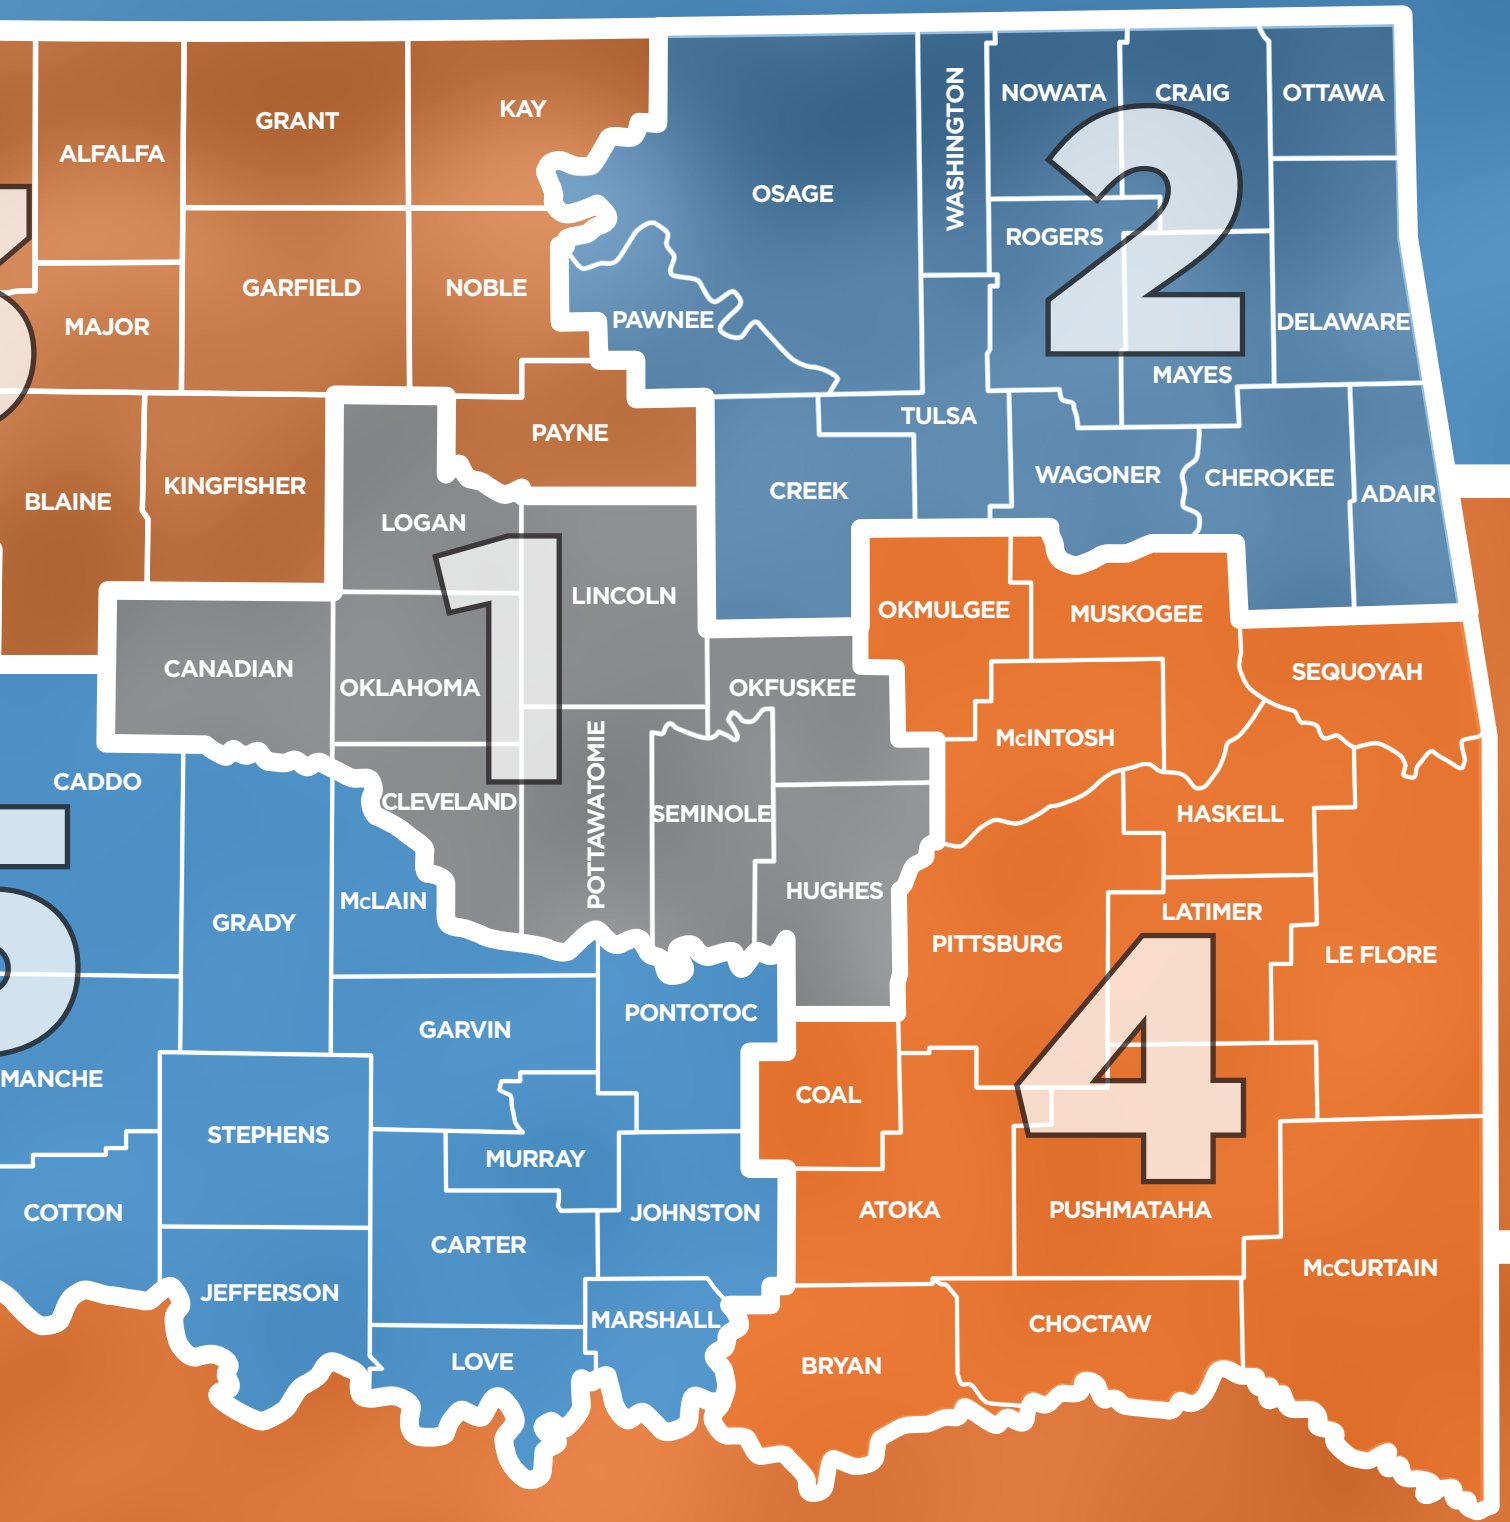 NOWATA
CRAIG
OTTAWA
KAY
GRANT
ALFALFA
WASHINGTON
OSAGE
2
ROGERS
GARFIELD
NOBLE
PAWNEE
DELAWARE
MAJOR
MAYES
TULSA
PAYNE
WAGONER
CHEROKEE
KINGFISHER
CREEK
ADAIR
BLAINE
LOGAN
1
LINCOLN
OKMULGEE
MUSKOGEE
CANADIAN
SEQUOYAH
OKLAHOMA
OKFUSKEE
McINTOSH
CADDO
CLEVELAND
POTTAWATOMIE
SEMINOLE
HASKELL
HUGHES
McLAIN
LATIMER
GRADY
PITTSBURG
LE FLORE
PONTOTOC
GARVIN
4
MANCHE
COAL
STEPHENS
MURRAY
ATOKA
PUSHMATAHA
COTTON
JOHNSTON
CARTER
McCURTAIN
JEFFERSON
MARSHALL
CHOCTAW
LOVE
BRYAN